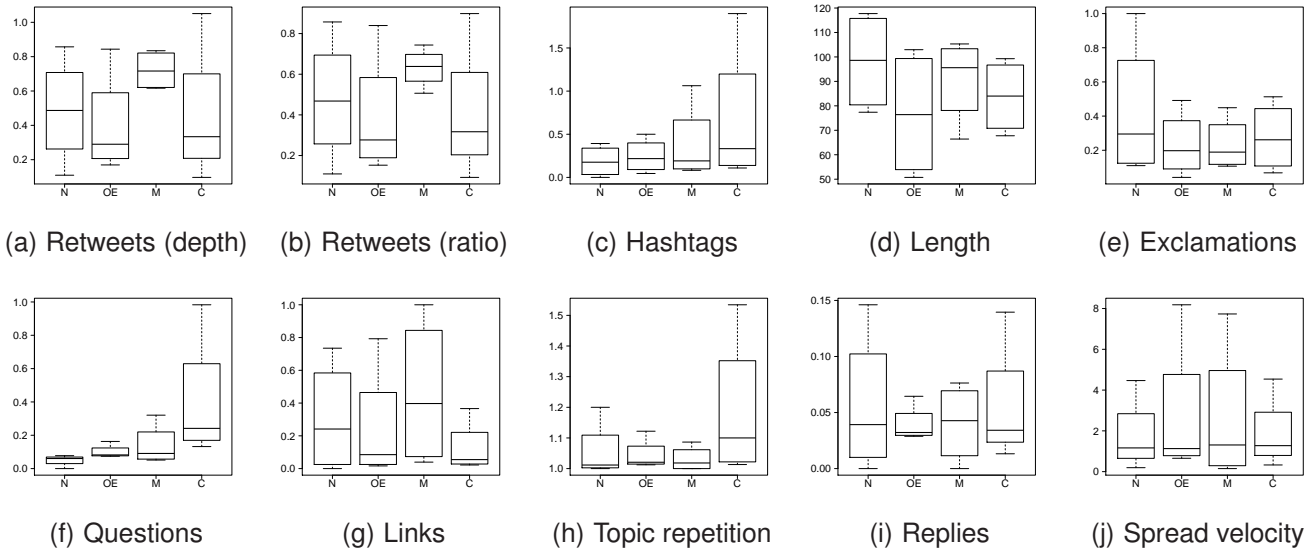 1.0
0.8
0.6
0.4
0.2
N OE M C
(a) Retweets (depth)
0.8
0.6
0.4
0.2
N OE M C
(b) Retweets (ratio)
1.5
1.0
0.5
0.0
N OE M C
(c) Hashtags
120
110
100
90
80
70
60
50
N OE M C
(d) Length
1.0
0.8
0.6
0.4
0.2
N OE M C
(e) Exclamations
1.0
0.8
0.6
0.4
0.2
0.0
N OE M C
(f) Questions
1.0
0.8
0.6
0.4
0.2
0.0
N OE M C
(g) Links
1.5
1.4
1.3
1.2
1.1
1.0
N OE M C
(h) Topic repetition
0.15
0.10
0.05
0.00
N OE M C
(i) Replies
8
6
4
2
0
N OE M C
(j) Spread velocity